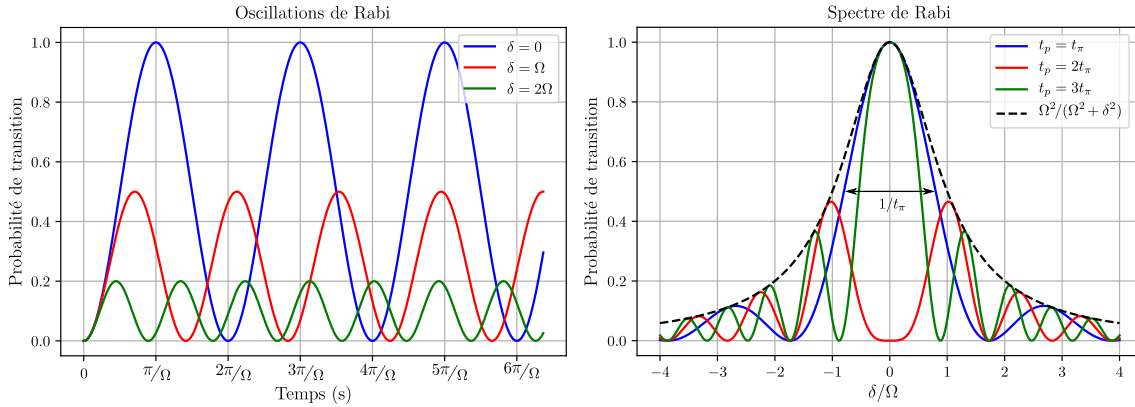 Oscillations de Rabi
Probabilité de transition
1.0
0.8
0.6
0.4
0.2
0.0
δ = 0
δ = Ω
δ = 2Ω
0 π/Ω 2π/Ω 3π/Ω 4π/Ω 5π/Ω 6π/Ω
Temps (s)
Spectre de Rabi
Probabilité de transition
1.0
0.8
0.6
0.4
0.2
0.0
t_p = t_π
t_p = 2t_π
t_p = 3t_π
Ω²/(Ω² + δ²)
1/t_π
−4 −3 −2 −1 0 1 2 3 4
δ/Ω